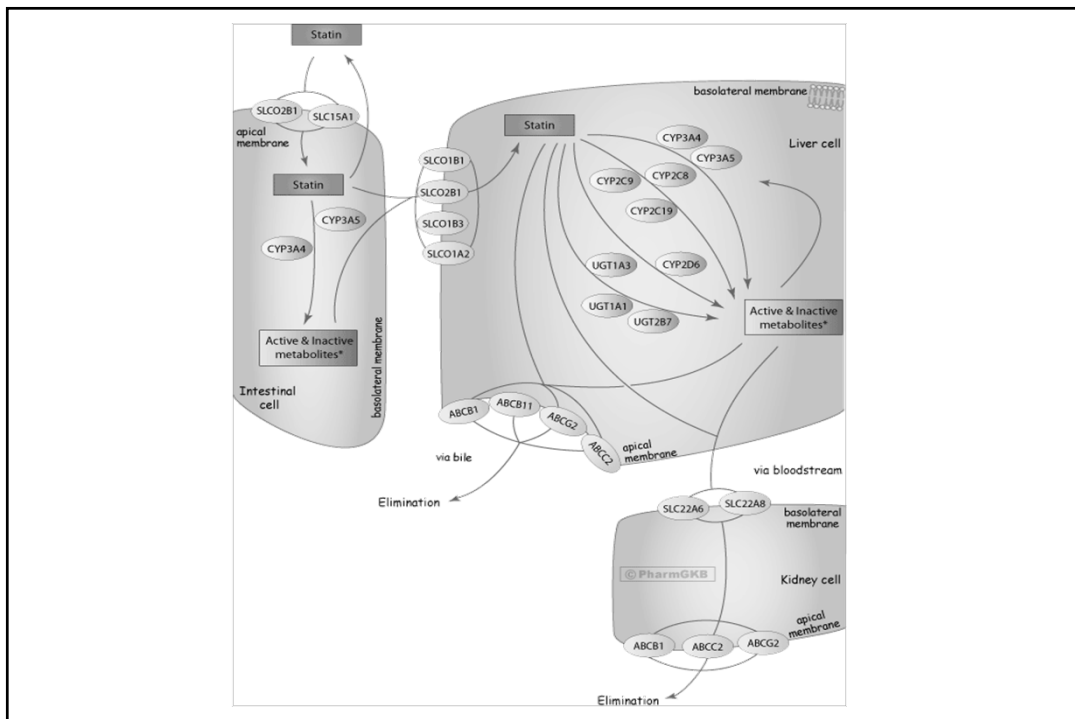 Statin
SLCO2B1
SLC15A1
apical
membrane
Statin
CYP3A5
CYP3A4
Active & Inactive
metabolites*
Intestinal
cell
basolateral membrane
basolateral membrane
Liver cell
Statin
SLCO1B1
SLCO2B1
SLCO1B3
SLCO1A2
CYP3A4
CYP3A5
CYP2C9
CYP2C8
CYP2C19
UGT1A3
CYP2D6
UGT1A1
UGT2B7
Active & Inactive
metabolites*
ABCB1
ABCB11
ABCG2
ABCC2
apical
membrane
via bile
Elimination
via bloodstream
SLC22A6
SLC22A8
basolateral
membrane
© PharmGKB
Kidney cell
apical
membrane
ABCB1
ABCC2
ABCG2
Elimination